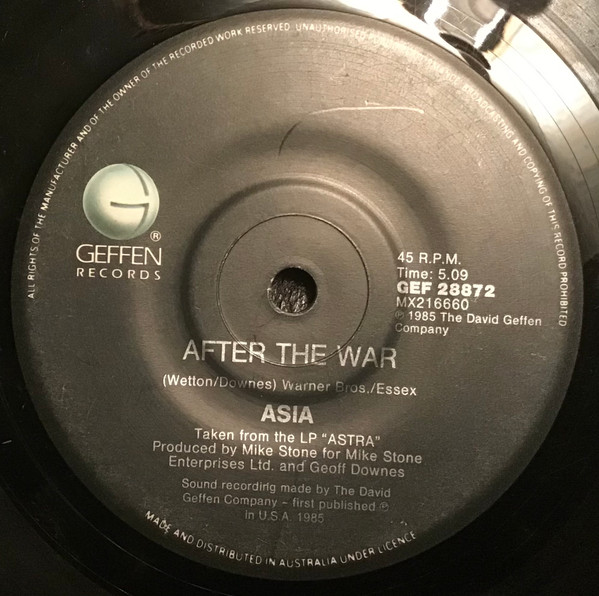 ALL RIGHTS OF THE MANUFACTURER AND OF THE OWNER OF THE RECORDED WORK RESERVED · UNAUTHORISED
AND COPYING OF THIS RECORD PROHIBITED
GEFFEN®
RECORDS
45 R.P.M.
Time: 5.09
GEF 28872
MX216660
℗ 1985 The David Geffen
Company
AFTER THE WAR
(Wetton/Downes) Warner Bros./Essex
ASIA
Taken from the LP "ASTRA"
Produced by Mike Stone for Mike Stone
Enterprises Ltd. and Geoff Downes
Sound recording made by The David
Geffen Company - first published ℗
in U.S.A. 1985
MADE AND DISTRIBUTED IN AUSTRALIA UNDER LICENCE